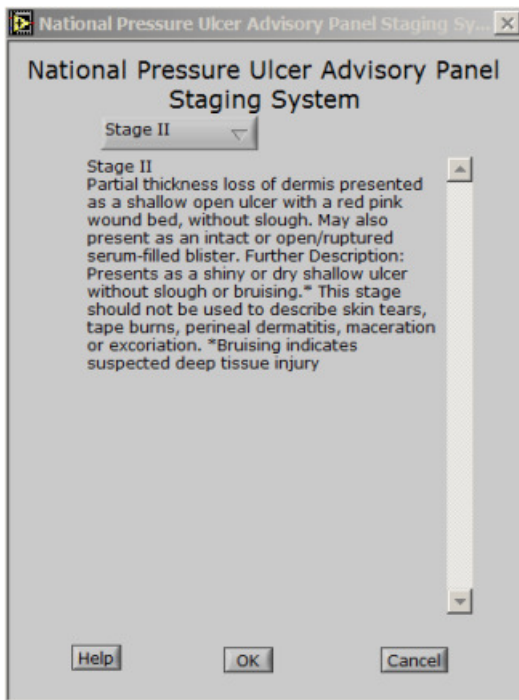 National Pressure Ulcer Advisory Panel Staging Sy...
National Pressure Ulcer Advisory Panel
Staging System
Stage II
Stage II
Partial thickness loss of dermis presented
as a shallow open ulcer with a red pink
wound bed, without slough. May also
present as an intact or open/ruptured
serum-filled blister. Further Description:
Presents as a shiny or dry shallow ulcer
without slough or bruising.* This stage
should not be used to describe skin tears,
tape burns, perineal dermatitis, maceration
or excoriation. *Bruising indicates
suspected deep tissue injury
Help OK Cancel